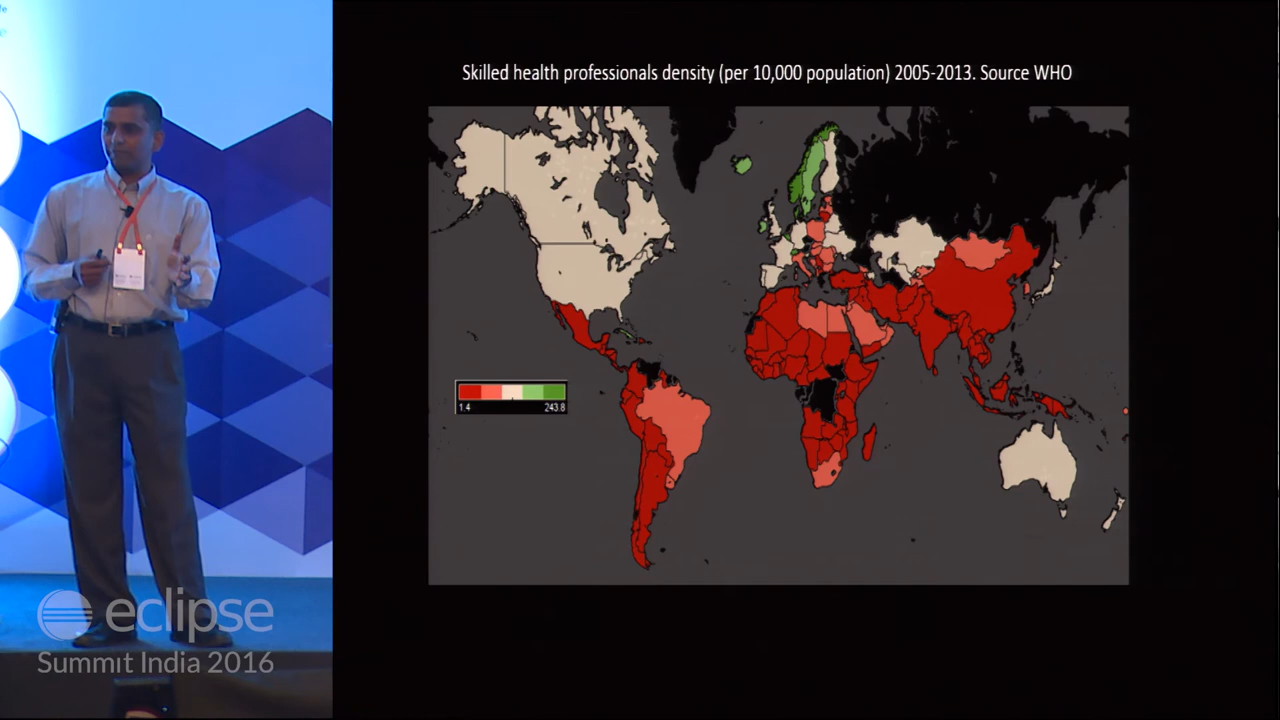 Skilled health professionals density (per 10,000 population) 2005-2013. Source WHO
1.4
243.8
eclipse
Summit India 2016